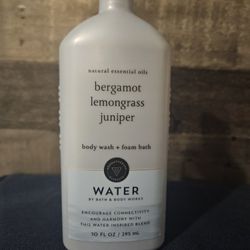 natural essential oils
bergamot
lemongrass
juniper
body wash + foam bath
WATER
BY BATH & BODY WORKS
ENCOURAGE CONNECTIVITY
AND HARMONY WITH
THIS WATER-INSPIRED BLEND
10 FL OZ / 295 mL